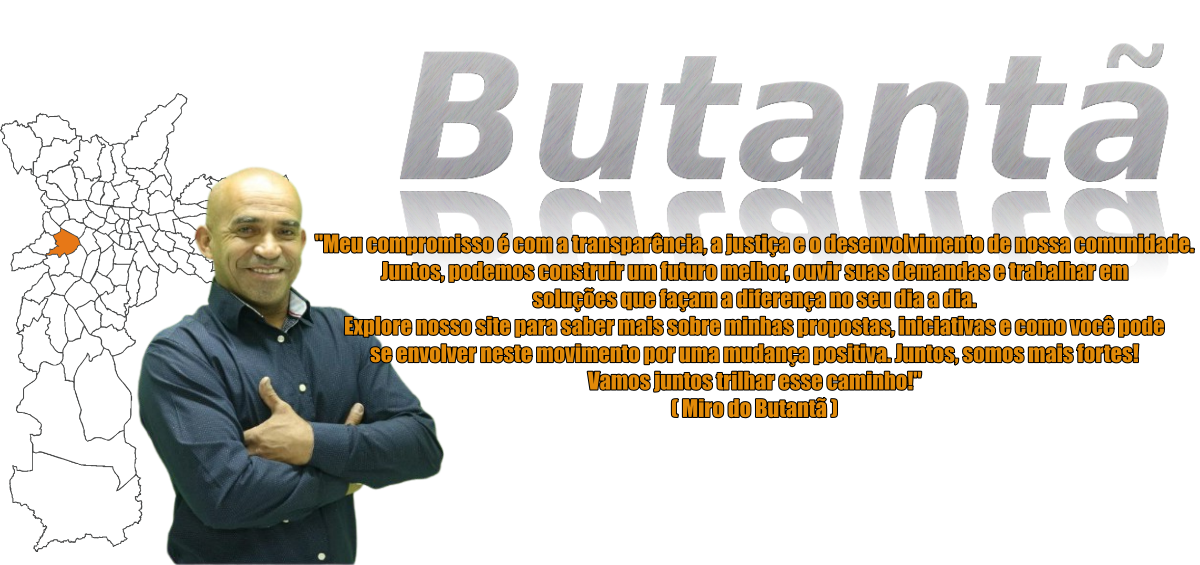 Butantã
"Meu compromisso é com a transparência, a justiça e o desenvolvimento de nossa comunidade.
Juntos, podemos construir um futuro melhor, ouvir suas demandas e trabalhar em
soluções que façam a diferença no seu dia a dia.
Explore nosso site para saber mais sobre minhas propostas, iniciativas e como você pode
se envolver neste movimento por uma mudança positiva. Juntos, somos mais fortes!
Vamos juntos trilhar esse caminho!"
( Miro do Butantã )